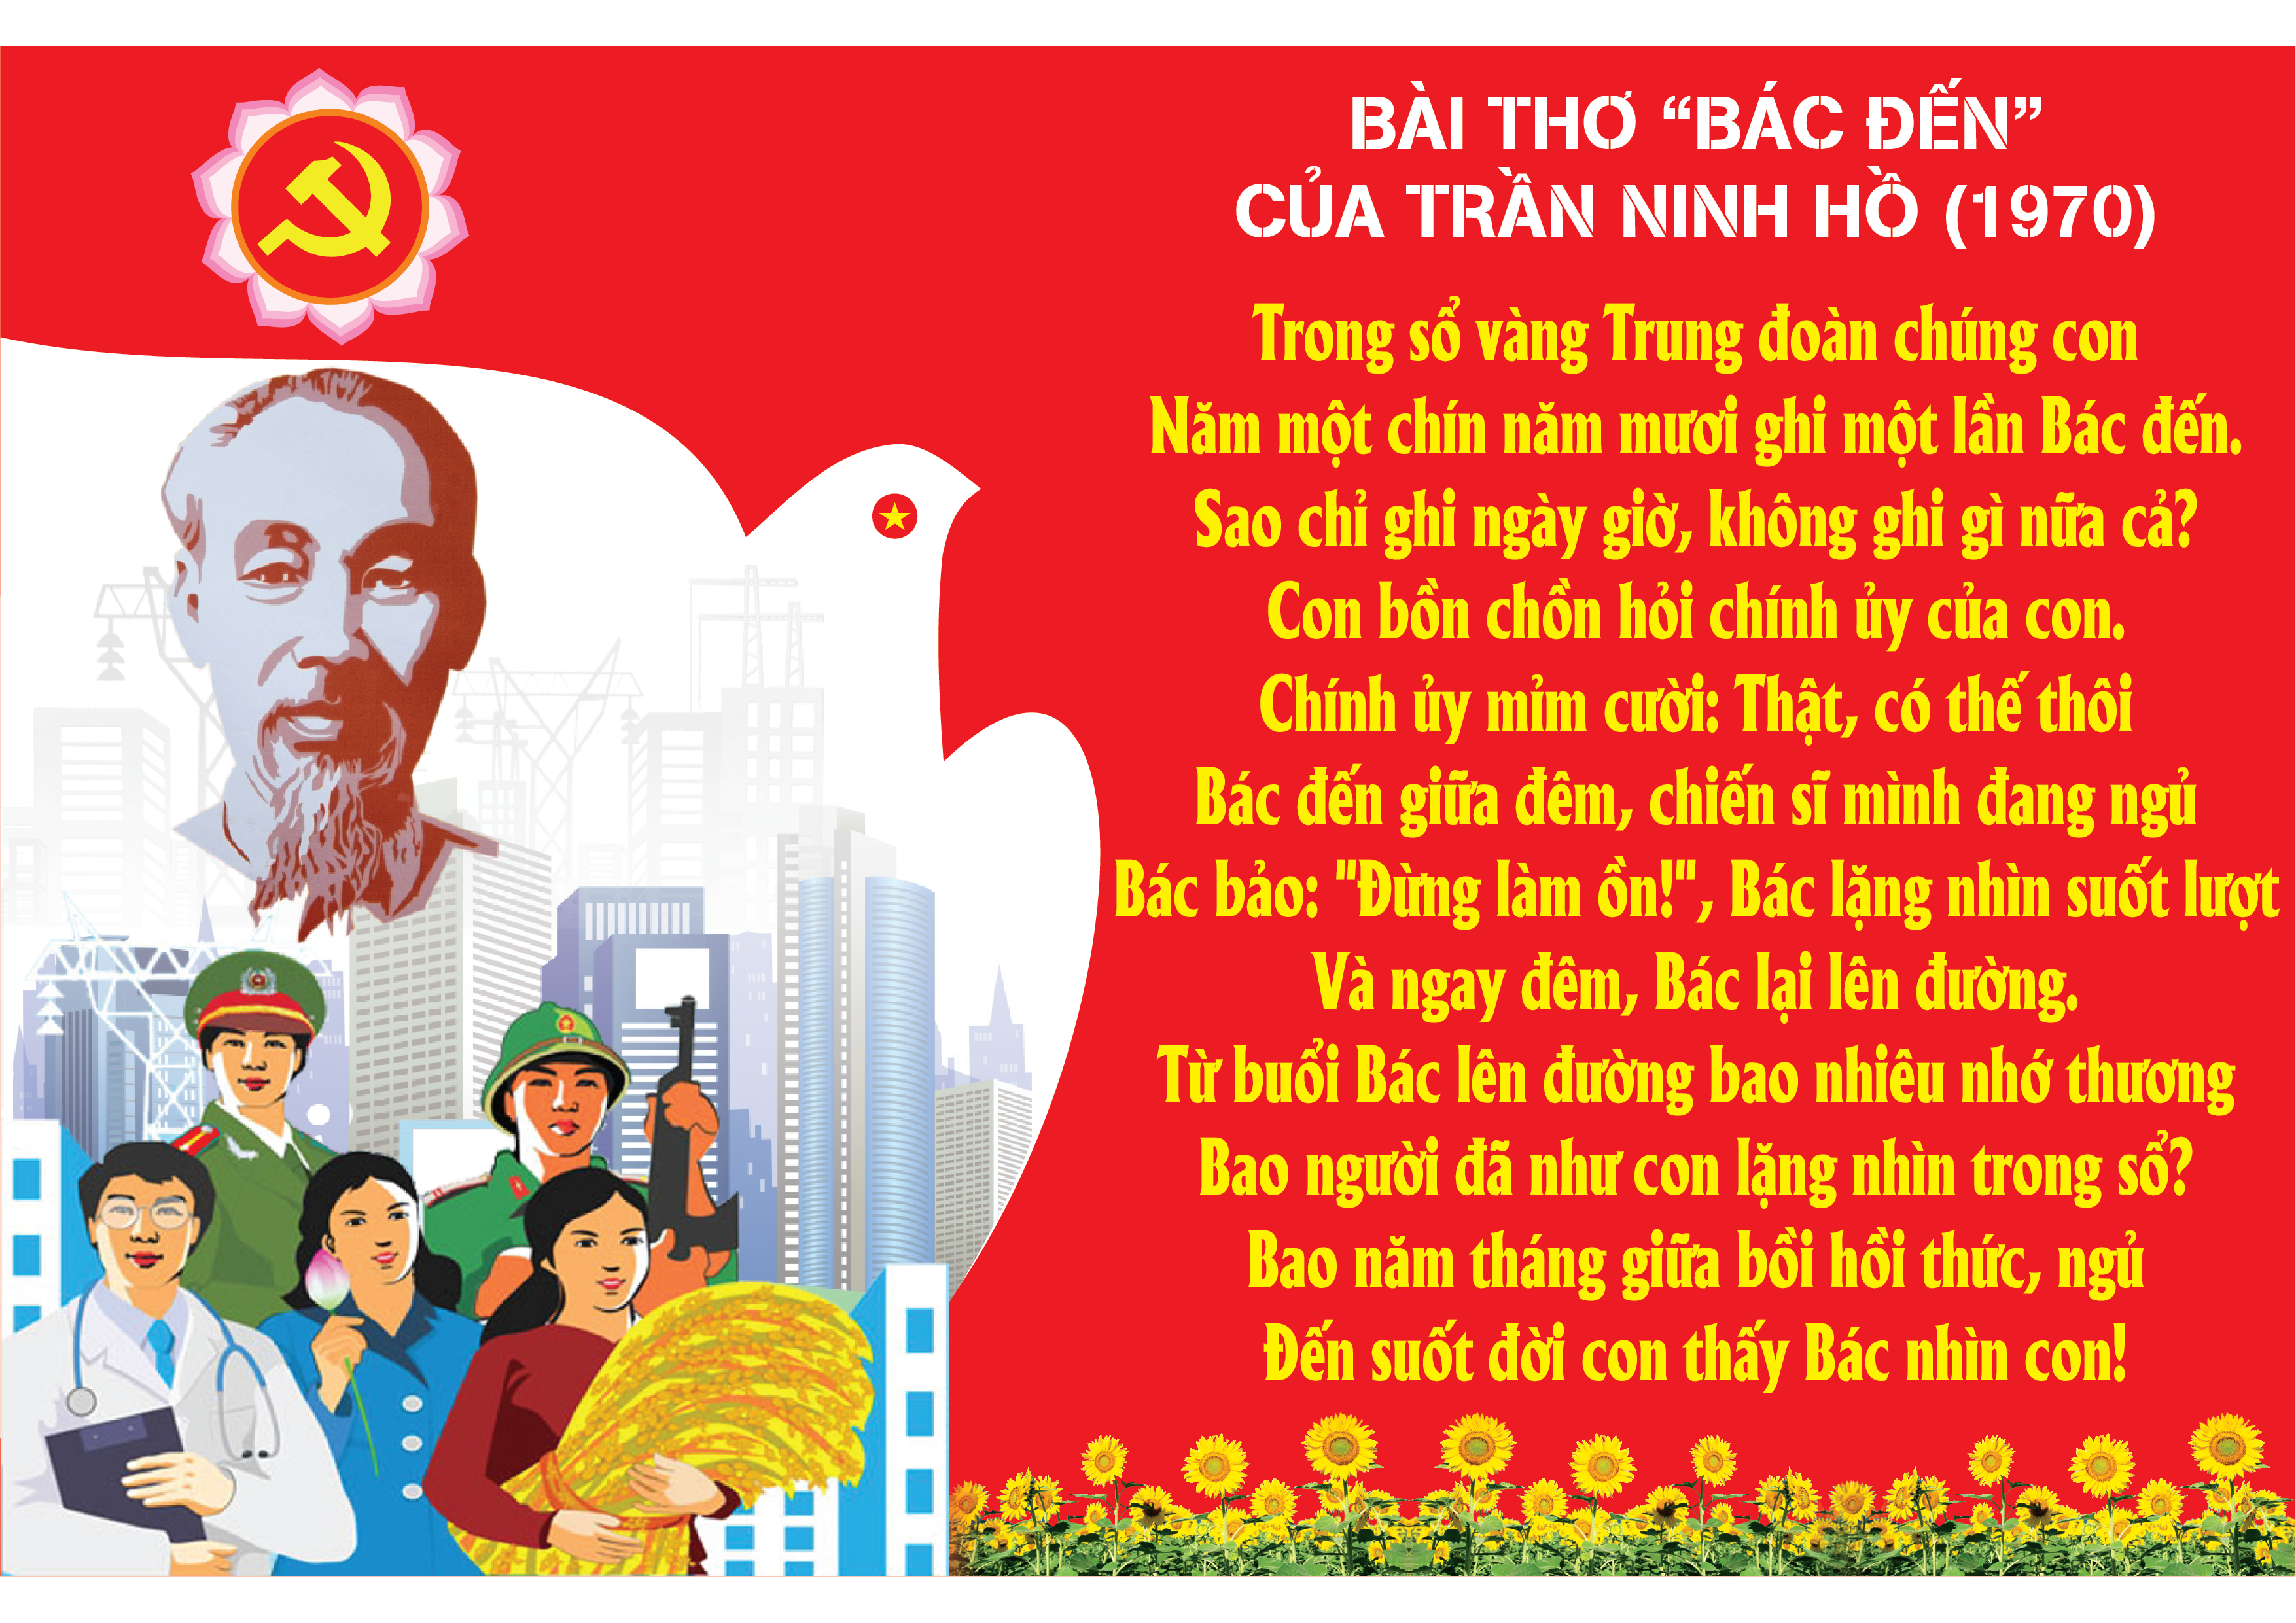 BÀI THƠ “BÁC ĐẾN”
CỦA TRẦN NINH HỒ (1970)
Trong sổ vàng Trung đoàn chúng con
Năm một chín năm mươi ghi một lần Bác đến.
Sao chỉ ghi ngày giờ, không ghi gì nữa cả?
Con bồn chồn hỏi chính ủy của con.
Chính ủy mỉm cười: Thật, có thế thôi
Bác đến giữa đêm, chiến sĩ mình đang ngủ
Bác bảo: "Đừng làm ồn!", Bác lặng nhìn suốt lượt
Và ngay đêm, Bác lại lên đường.
Từ buổi Bác lên đường bao nhiêu nhớ thương
Bao người đã như con lặng nhìn trong sổ?
Bao năm tháng giữa bồi hồi thức, ngủ
Đến suốt đời con thấy Bác nhìn con!